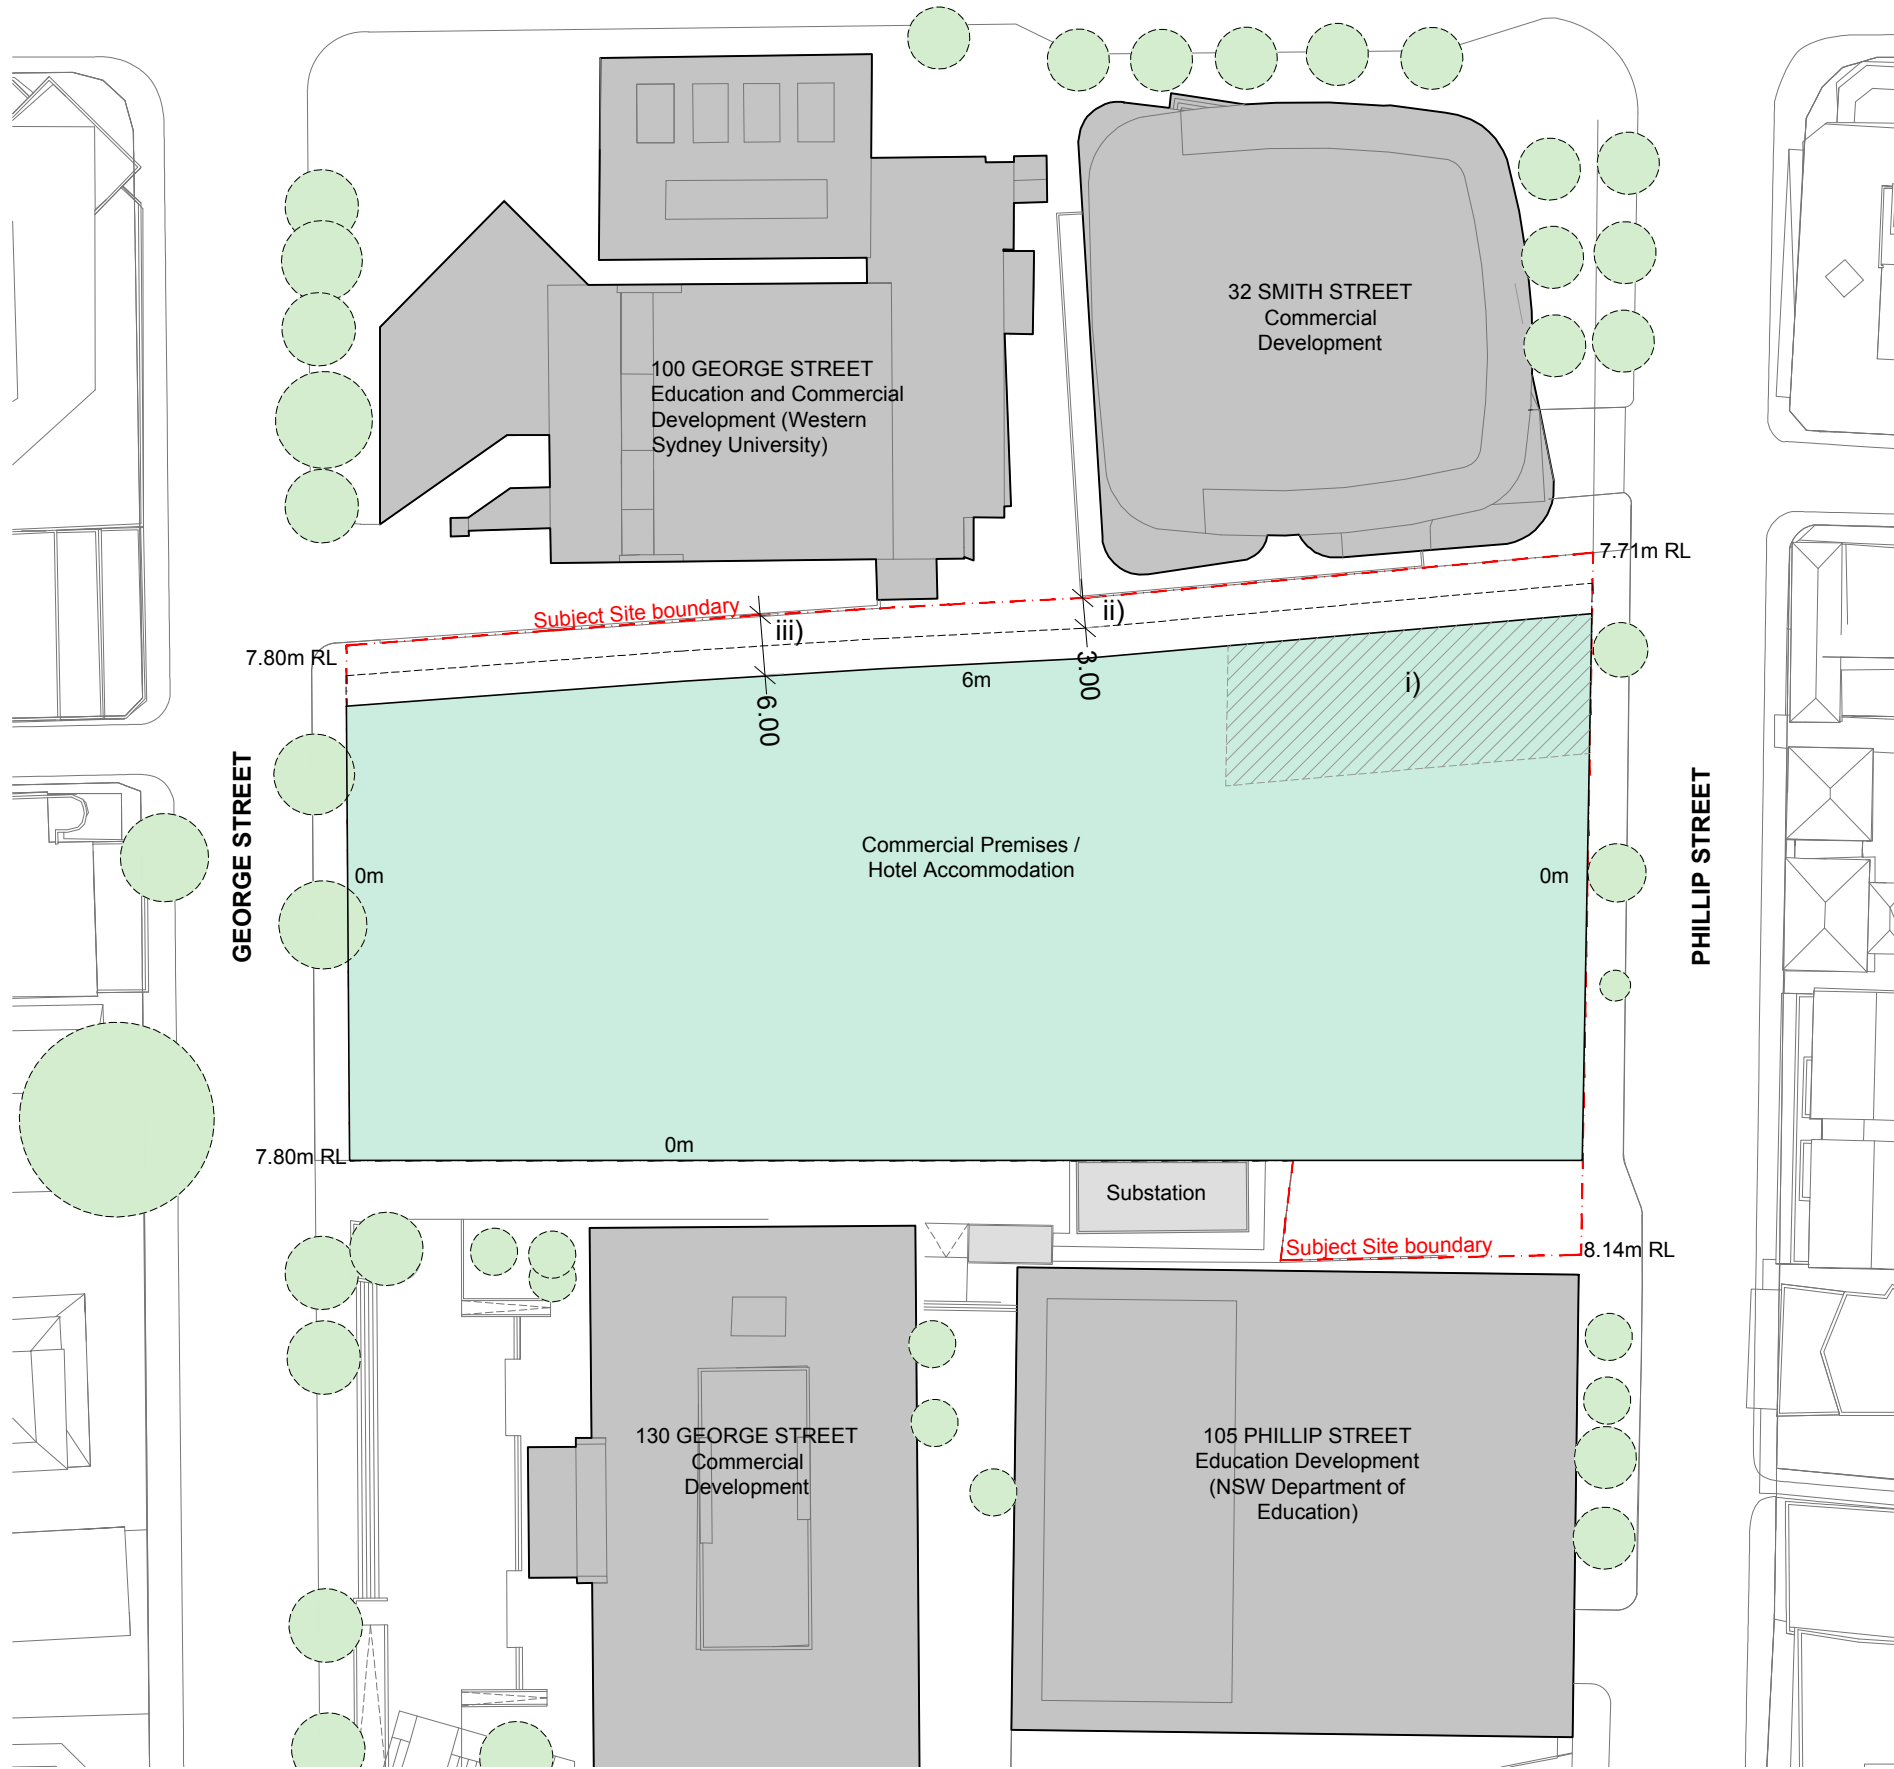 32 SMITH STREET
Commercial
Development
100 GEORGE STREET
Education and Commercial
Development (Western
Sydney University)
7.71m RL
Subject Site boundary
ii)
iii)
7.80m RL
3.00
6m
i)
6.00
GEORGE STREET
PHILLIP STREET
Commercial Premises /
Hotel Accommodation
0m
0m
0m
7.80m RL
Substation
Subject Site boundary
8.14m RL
130 GEORGE STREET
Commercial
Development
105 PHILLIP STREET
Education Development
(NSW Department of
Education)